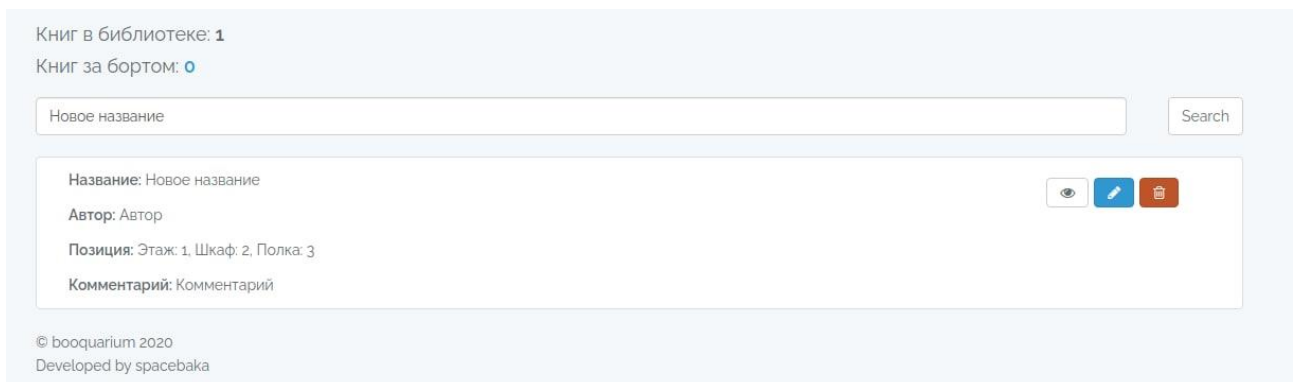 Книг в библиотеке: 1
Книг за бортом: 0
Новое название
Search
Название: Новое название
Автор: Автор
Позиция: Этаж: 1, Шкаф: 2, Полка: 3
Комментарий: Комментарий
© booquarium 2020
Developed by spacebaka